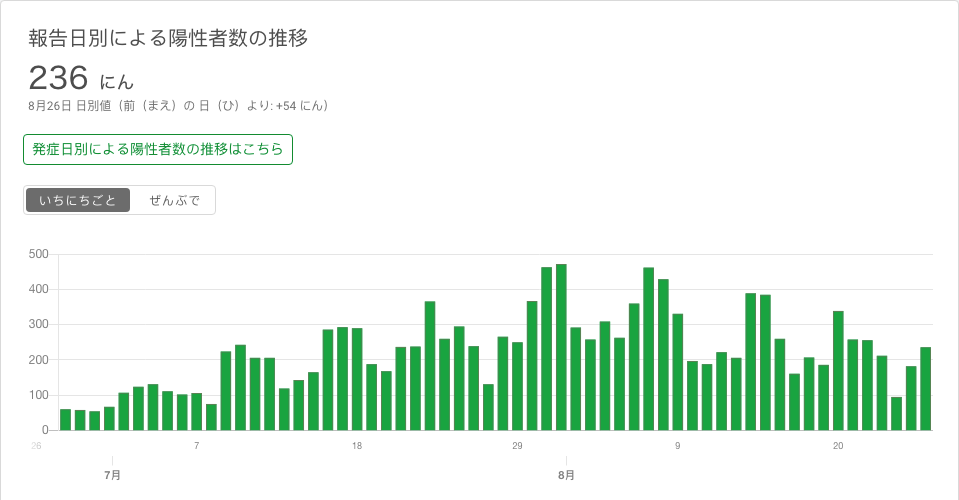 報告日別による陽性者数の推移
236 にん
8月26日 日別値（前（まえ）の 日（ひ）より: +54 にん）
発症日別による陽性者数の推移はこちら
いちにちごと ぜんぶで
500
400
300
200
100
0
26 7 18 29 9 20
7月 8月